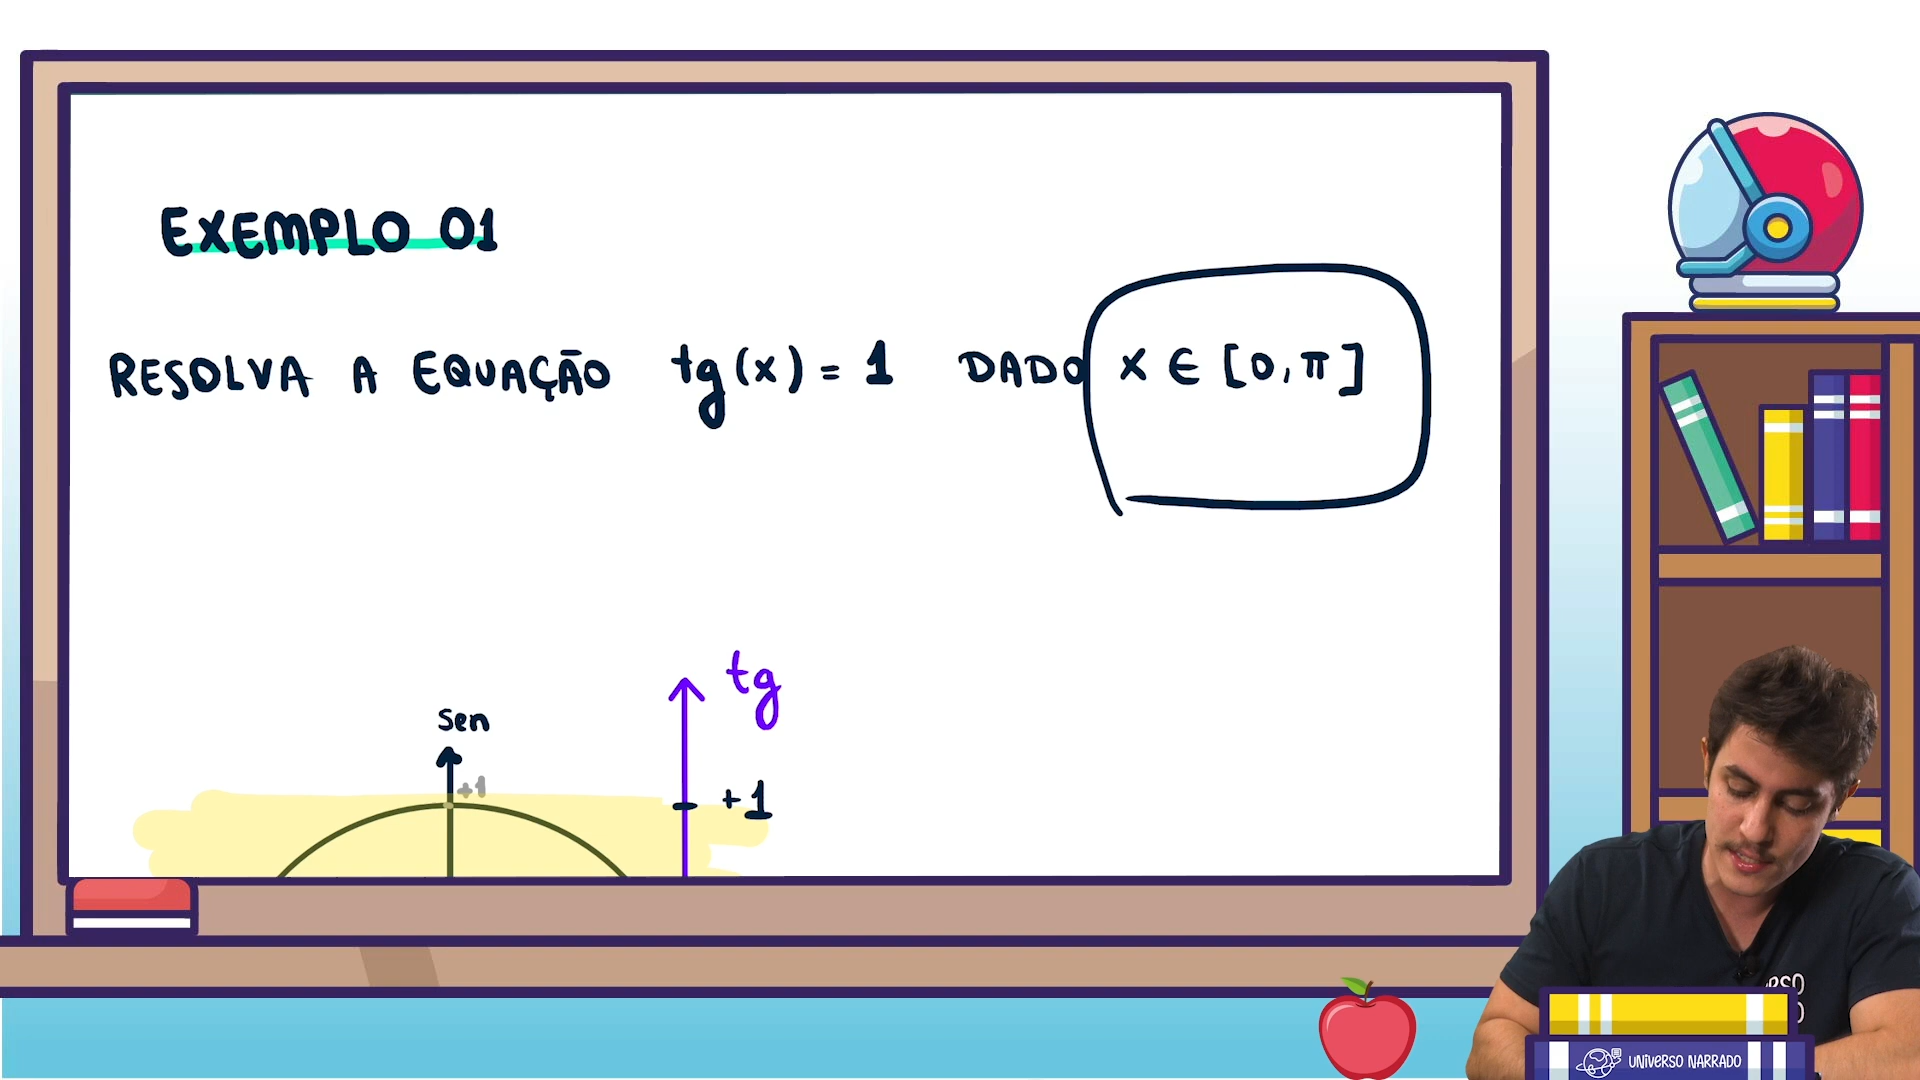 EXEMPLO 01
RESOLVA A EQUAÇÃO tg(x) = 1 DADO x ∈ [0, π]
tg
sen
+1
+1
UNIVERSO NARRADO